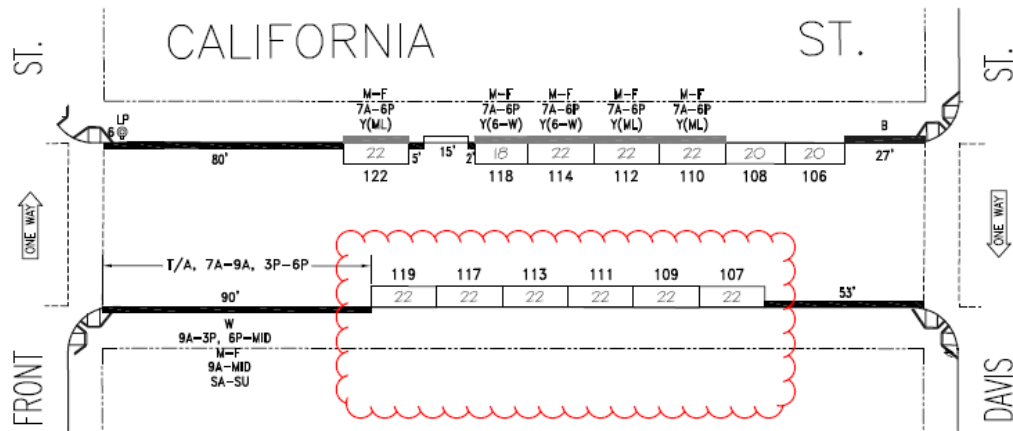 CALIFORNIA ST.
ST.
ST.
M-F M-F M-F M-F M-F
7A-6P 7A-6P 7A-6P 7A-6P 7A-6P
Y(ML) Y(6-W) Y(6-W) Y(ML) Y(ML)
LP
6
B
80' 22 5' 15' 2' 18 22 22 22 20 20 27'
122 118 114 112 110 108 106
ONE WAY
ONE WAY
T/A, 7A-9A, 3P-6P
119 117 113 111 109 107
90' 22 22 22 22 22 22 53'
W
9A-3P, 6P-MID
M-F
9A-MID
SA-SU
FRONT
DAVIS